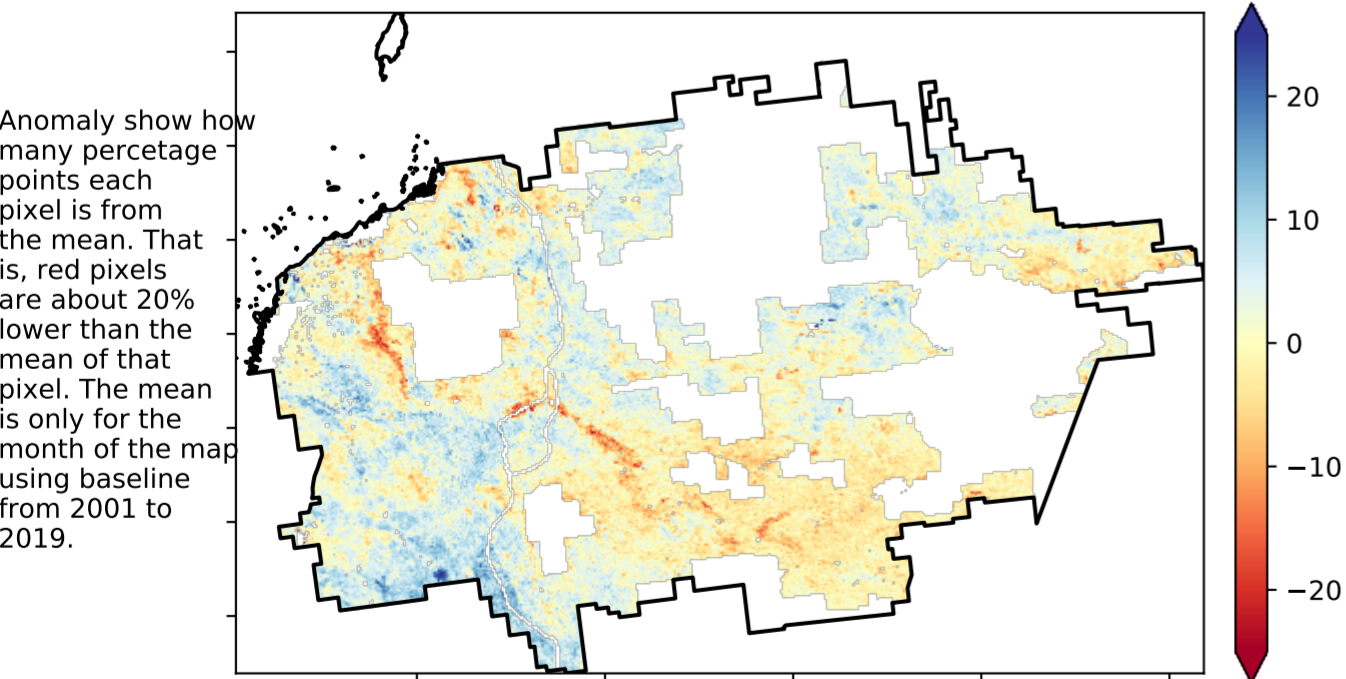 Anomaly show how
many percetage
points each
pixel is from
the mean. That
is, red pixels
are about 20%
lower than the
mean of that
pixel. The mean
is only for the
month of the map
using baseline
from 2001 to
2019.
20
10
0
−10
−20